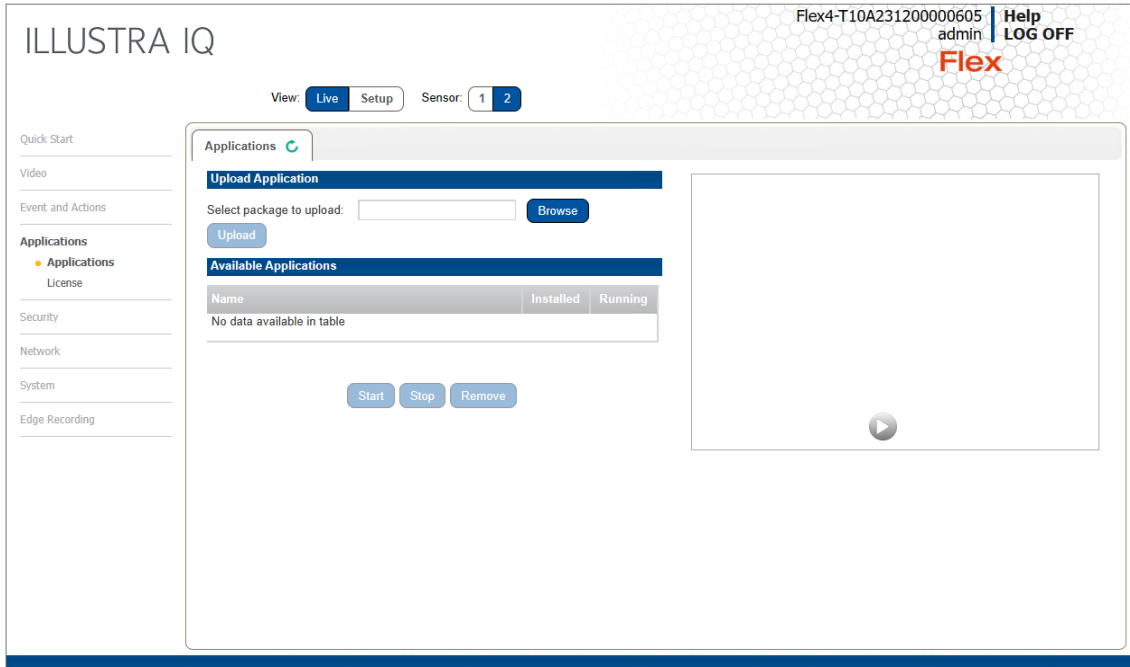 ILLUSTRA IQ
Flex4-T10A231200000605 Help
admin LOG OFF
Flex
View: Live Setup Sensor: 1 2
Quick Start
Video
Event and Actions
Applications
Applications
License
Security
Network
System
Edge Recording
Applications
Upload Application
Select package to upload: Browse
Upload
Available Applications
Name Installed Running
No data available in table
Start Stop Remove